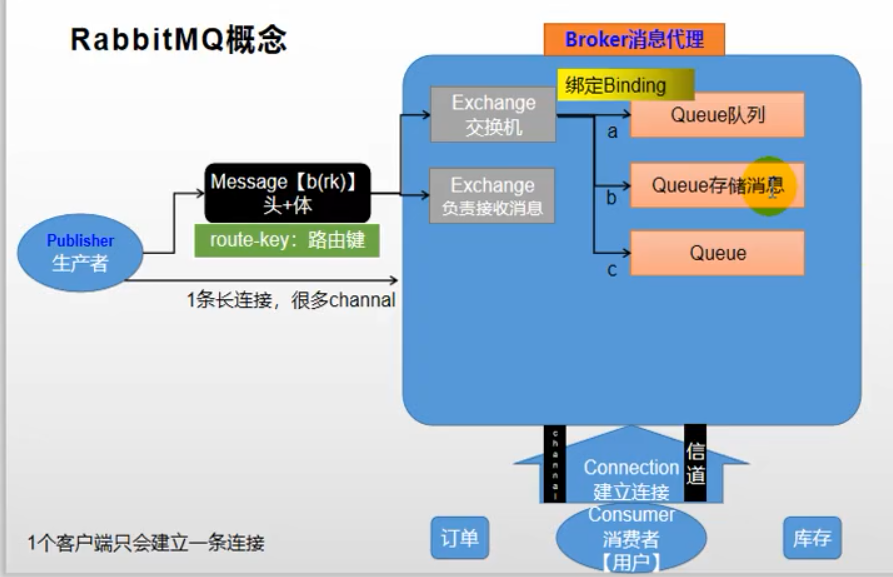 RabbitMQ概念
Broker消息代理
绑定Binding
Exchange
交换机
a
Queue队列
Message【b(rk)】
头+体
Exchange
负责接收消息
b
Queue存储消息
route-key：路由键
Publisher
生产者
c
Queue
1条长连接，很多channal
channal
信道
Connection
建立连接
Consumer
消费者
【用户】
订单
库存
1个客户端只会建立一条连接